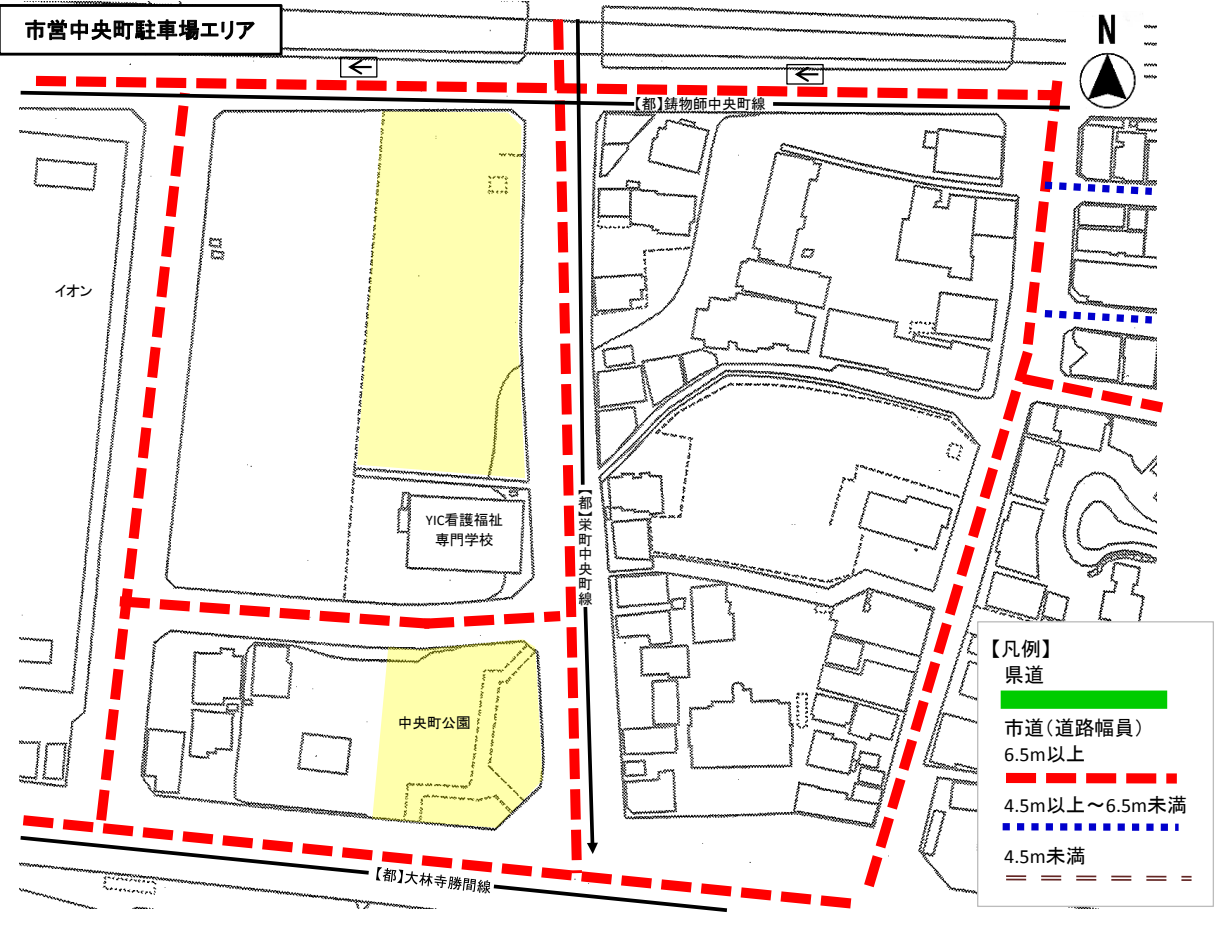 市営中央町駐車場エリア
N
←
←
【都】鋳物師中央町線
イオン
YIC看護福祉
専門学校
【都】栄町中央町線
中央町公園
【都】大林寺勝間線
【凡例】
県道
市道（道路幅員）
6.5m以上
4.5m以上～6.5m未満
4.5m未満